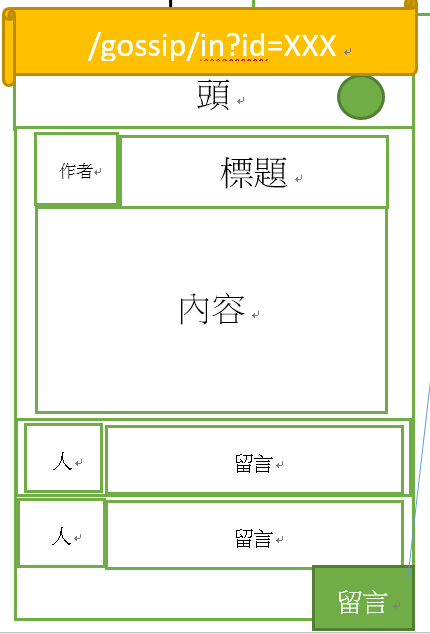 /gossip/in?id=XXX
頭
作者
標題
內容
人
留言
人
留言
留言